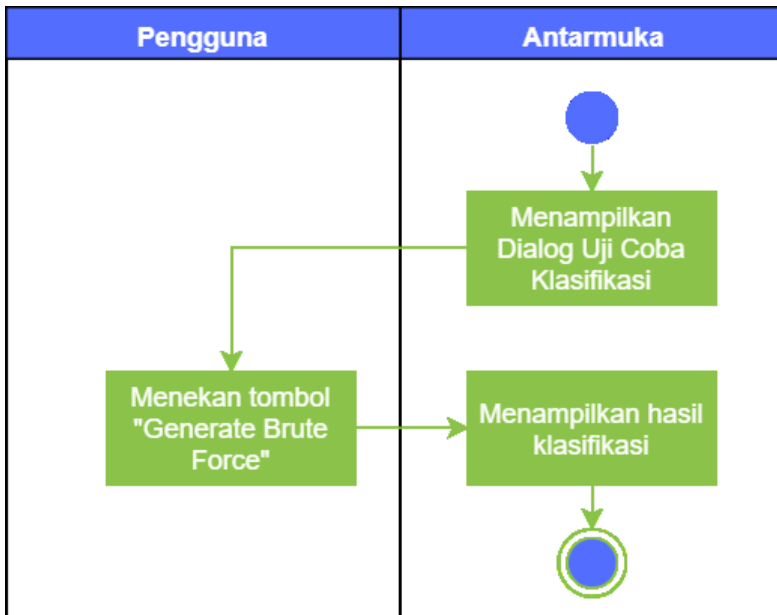 Pengguna
Antarmuka
Menampilkan
Dialog Uji Coba
Klasifikasi
Menekan tombol
"Generate Brute
Force"
Menampilkan hasil
klasifikasi